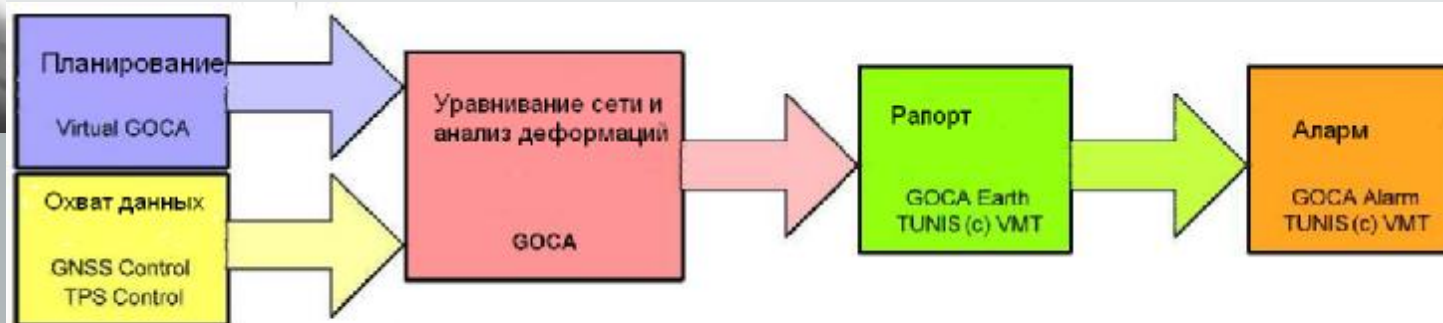 Планирование
Virtual GOCA
Охват данных
GNSS Control
TPS Control
Уравнивание сети и
анализ деформаций
GOCA
Рапорт
GOCA Earth
TUNIS (c) VMT
Аларм
GOCA Alarm
TUNIS (c) VMT